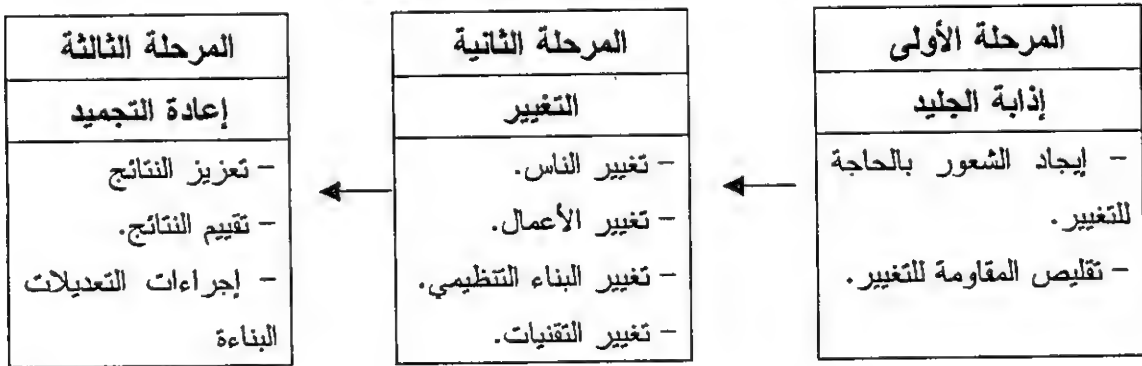 المرحلة الأولى
إذابة الجليد
– إيجاد الشعور بالحاجة
للتغيير.
– تقليص المقاومة للتغيير.
المرحلة الثانية
التغيير
– تغيير الناس.
– تغيير الأعمال.
– تغيير البناء التنظيمي.
– تغيير التقنيات.
المرحلة الثالثة
إعادة التجميد
– تعزيز النتائج
– تقييم النتائج.
– إجراءات التعديلات
البناءة